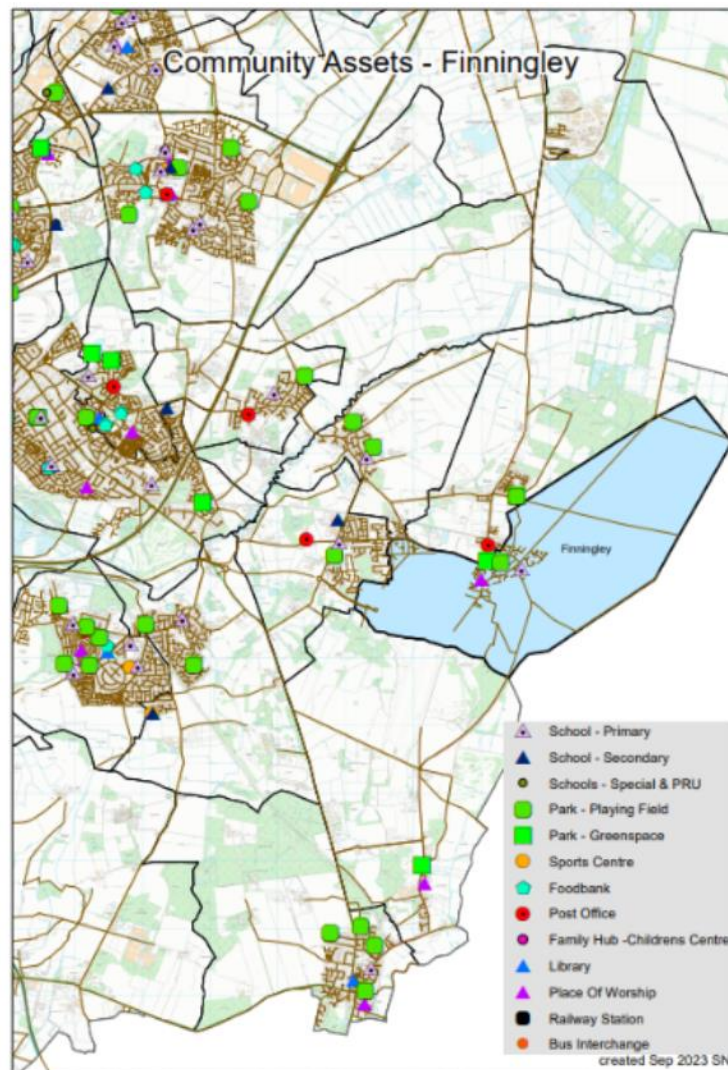 Community Assets - Finningley
Finningley
School - Primary
School - Secondary
Schools - Special & PRU
Park - Playing Field
Park - Greenspace
Sports Centre
Foodbank
Post Office
Family Hub -Childrens Centre
Library
Place Of Worship
Railway Station
Bus Interchange
created Sep 2023 SN